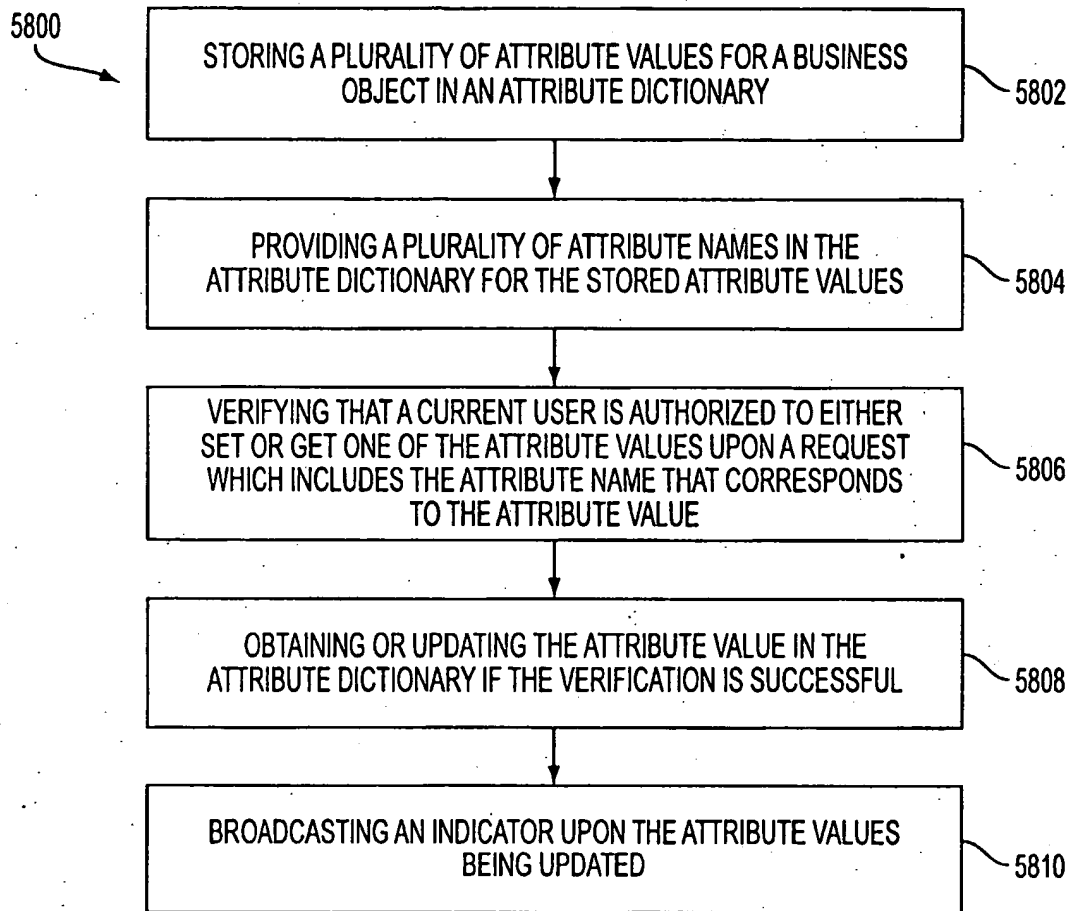 5800
STORING A PLURALITY OF ATTRIBUTE VALUES FOR A BUSINESS
OBJECT IN AN ATTRIBUTE DICTIONARY
5802
PROVIDING A PLURALITY OF ATTRIBUTE NAMES IN THE
ATTRIBUTE DICTIONARY FOR THE STORED ATTRIBUTE VALUES
5804
VERIFYING THAT A CURRENT USER IS AUTHORIZED TO EITHER
SET OR GET ONE OF THE ATTRIBUTE VALUES UPON A REQUEST
WHICH INCLUDES THE ATTRIBUTE NAME THAT CORRESPONDS
TO THE ATTRIBUTE VALUE
5806
OBTAINING OR UPDATING THE ATTRIBUTE VALUE IN THE
ATTRIBUTE DICTIONARY IF THE VERIFICATION IS SUCCESSFUL
5808
BROADCASTING AN INDICATOR UPON THE ATTRIBUTE VALUES
BEING UPDATED
5810